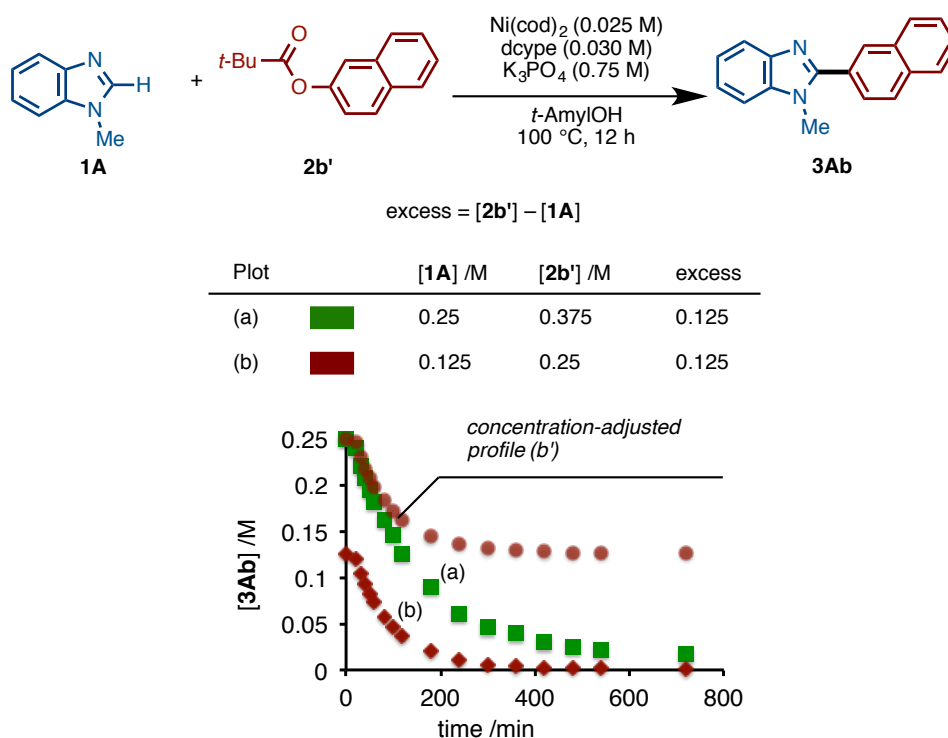 Ni(cod)2 (0.025 M)
dcype (0.030 M)
K3PO4 (0.75 M)
t-AmylOH
100 °C, 12 h
N
N
H
Me
1A
+
t-Bu
O
O
2b'
N
N
Me
3Ab
excess = [2b'] – [1A]
Plot [1A] /M [2b'] /M excess
(a) 0.25 0.375 0.125
(b) 0.125 0.25 0.125
concentration-adjusted
profile (b')
[3Ab] /M
0.25
0.2
0.15
0.1
0.05
0
(a)
(b)
0 200 400 600 800
time /min